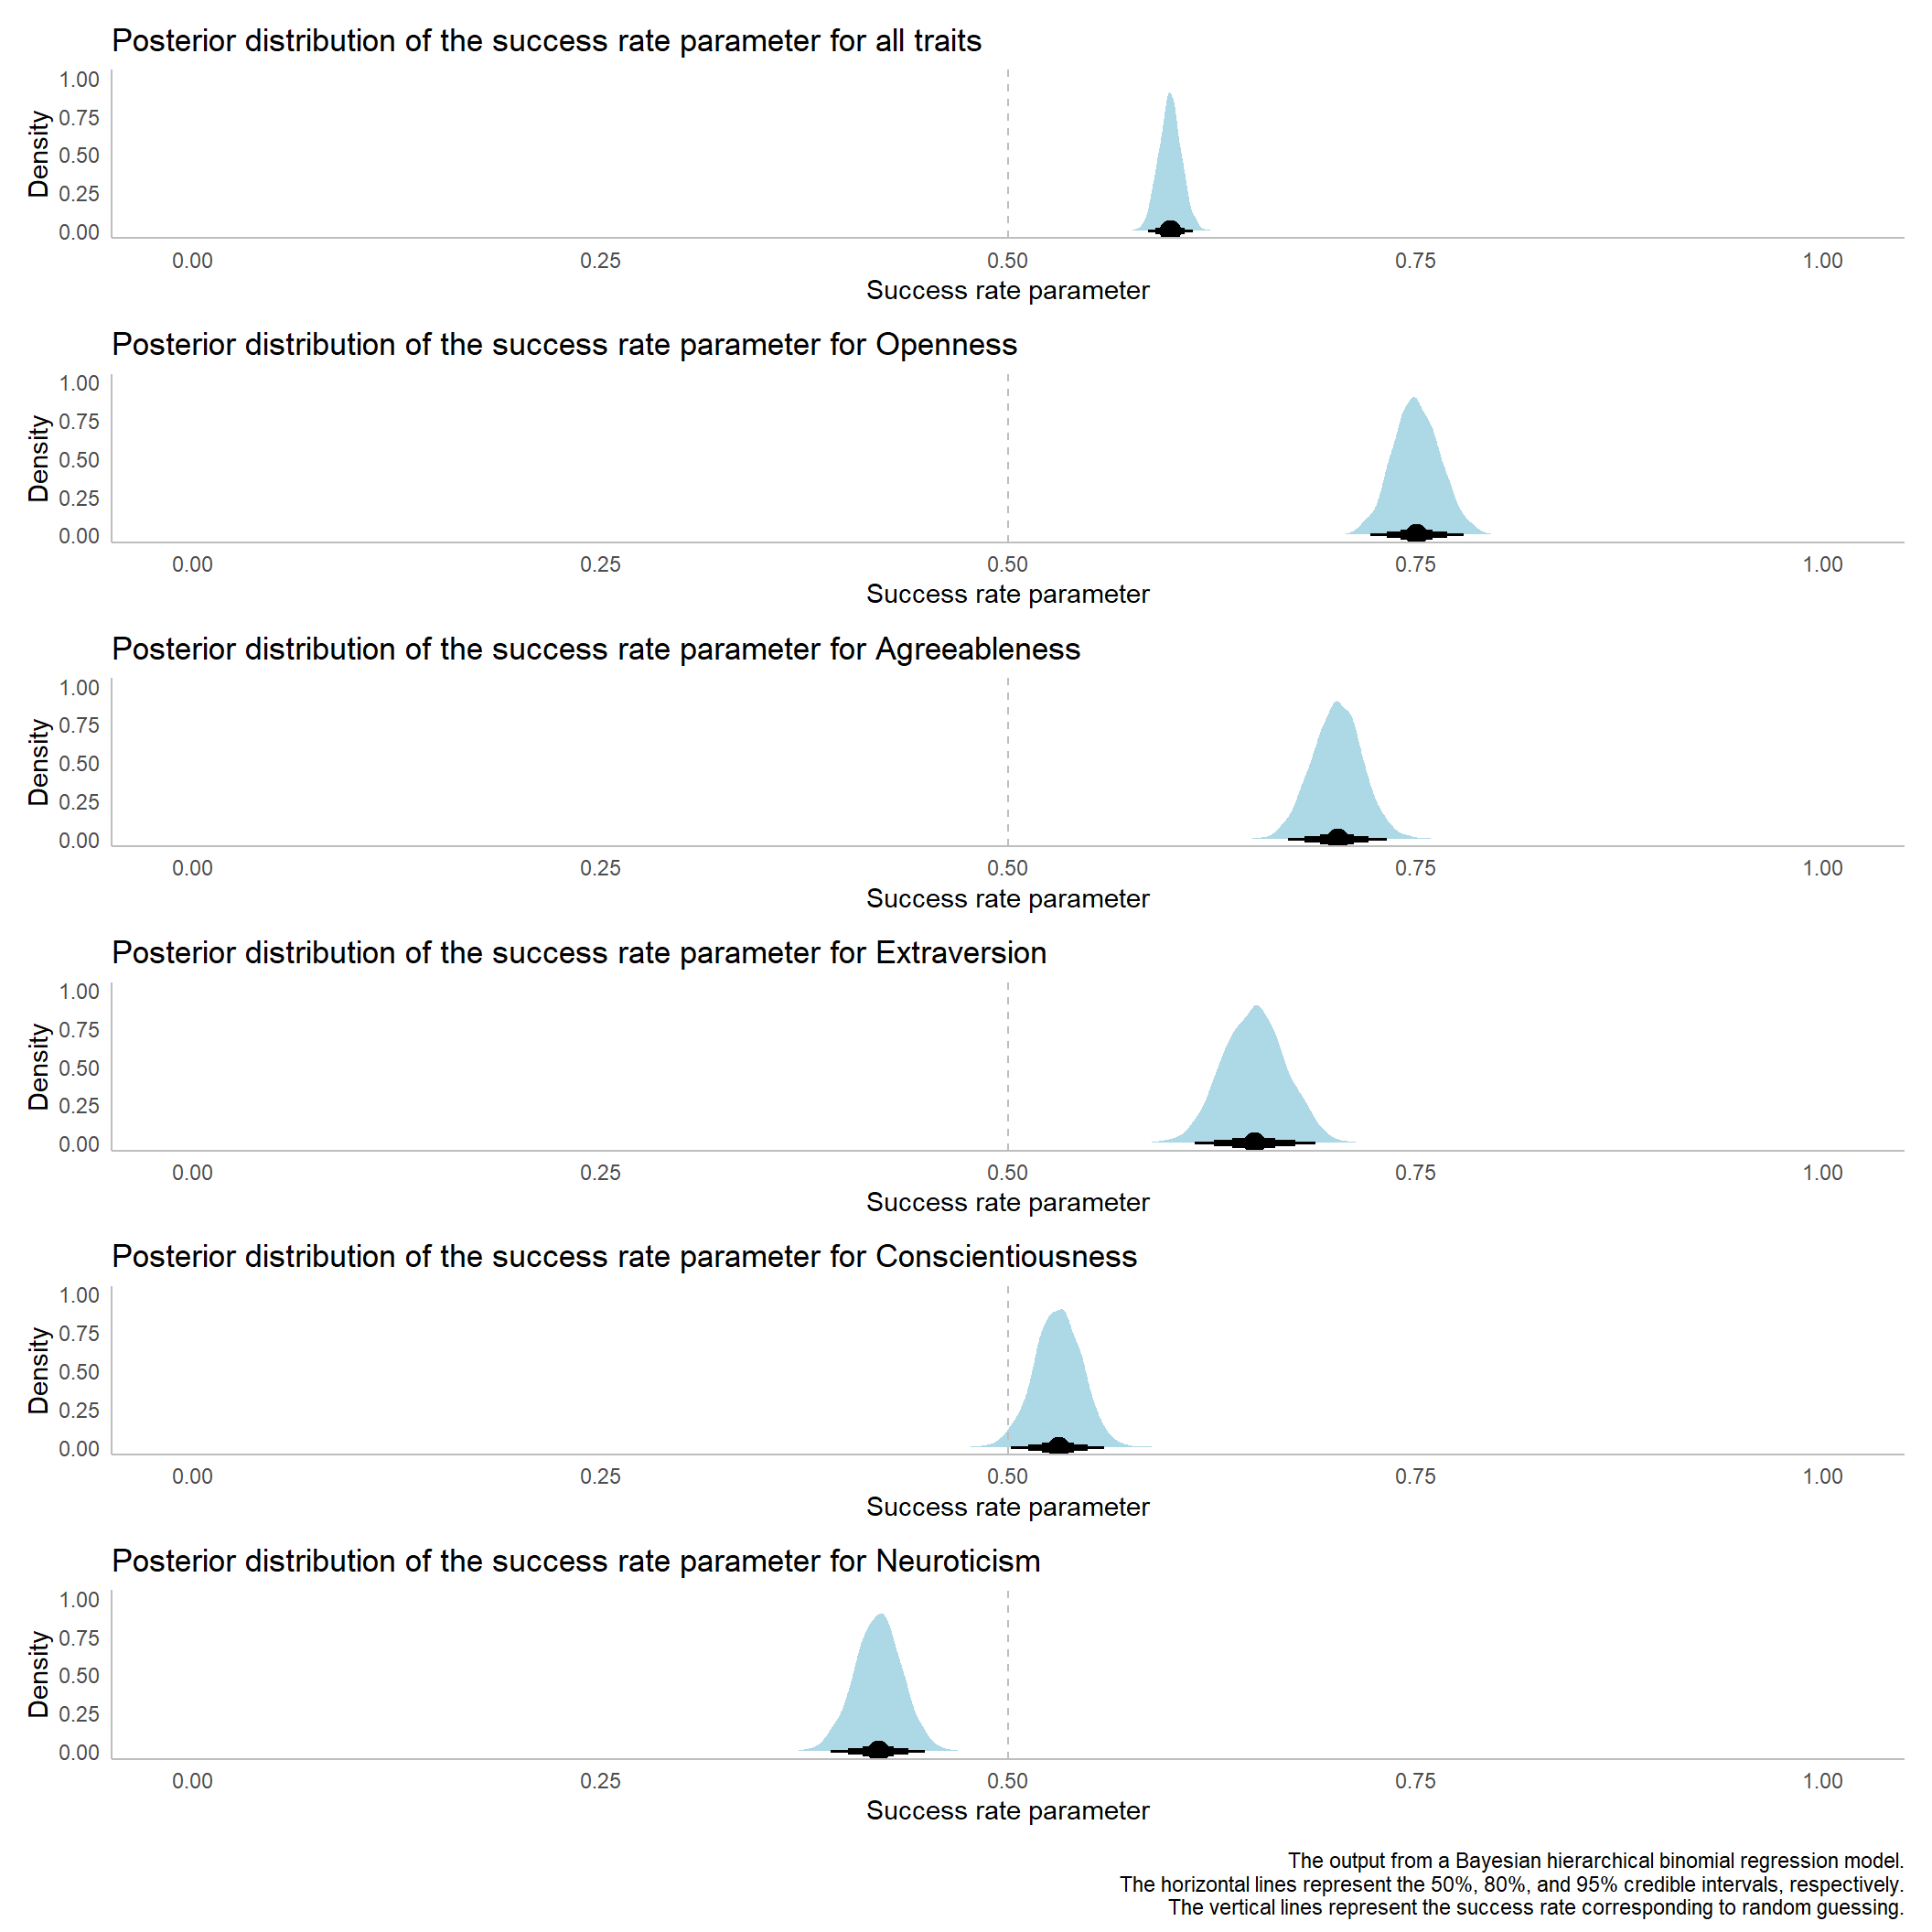 Posterior distribution of the success rate parameter for all traits
1.00
0.75
0.50
0.25
0.00
Density
0.00 0.25 0.50 0.75 1.00
Success rate parameter
Posterior distribution of the success rate parameter for Openness
1.00
0.75
0.50
0.25
0.00
Density
0.00 0.25 0.50 0.75 1.00
Success rate parameter
Posterior distribution of the success rate parameter for Agreeableness
1.00
0.75
0.50
0.25
0.00
Density
0.00 0.25 0.50 0.75 1.00
Success rate parameter
Posterior distribution of the success rate parameter for Extraversion
1.00
0.75
0.50
0.25
0.00
Density
0.00 0.25 0.50 0.75 1.00
Success rate parameter
Posterior distribution of the success rate parameter for Conscientiousness
1.00
0.75
0.50
0.25
0.00
Density
0.00 0.25 0.50 0.75 1.00
Success rate parameter
Posterior distribution of the success rate parameter for Neuroticism
1.00
0.75
0.50
0.25
0.00
Density
0.00 0.25 0.50 0.75 1.00
Success rate parameter
The output from a Bayesian hierarchical binomial regression model.
The horizontal lines represent the 50%, 80%, and 95% credible intervals, respectively.
The vertical lines represent the success rate corresponding to random guessing.